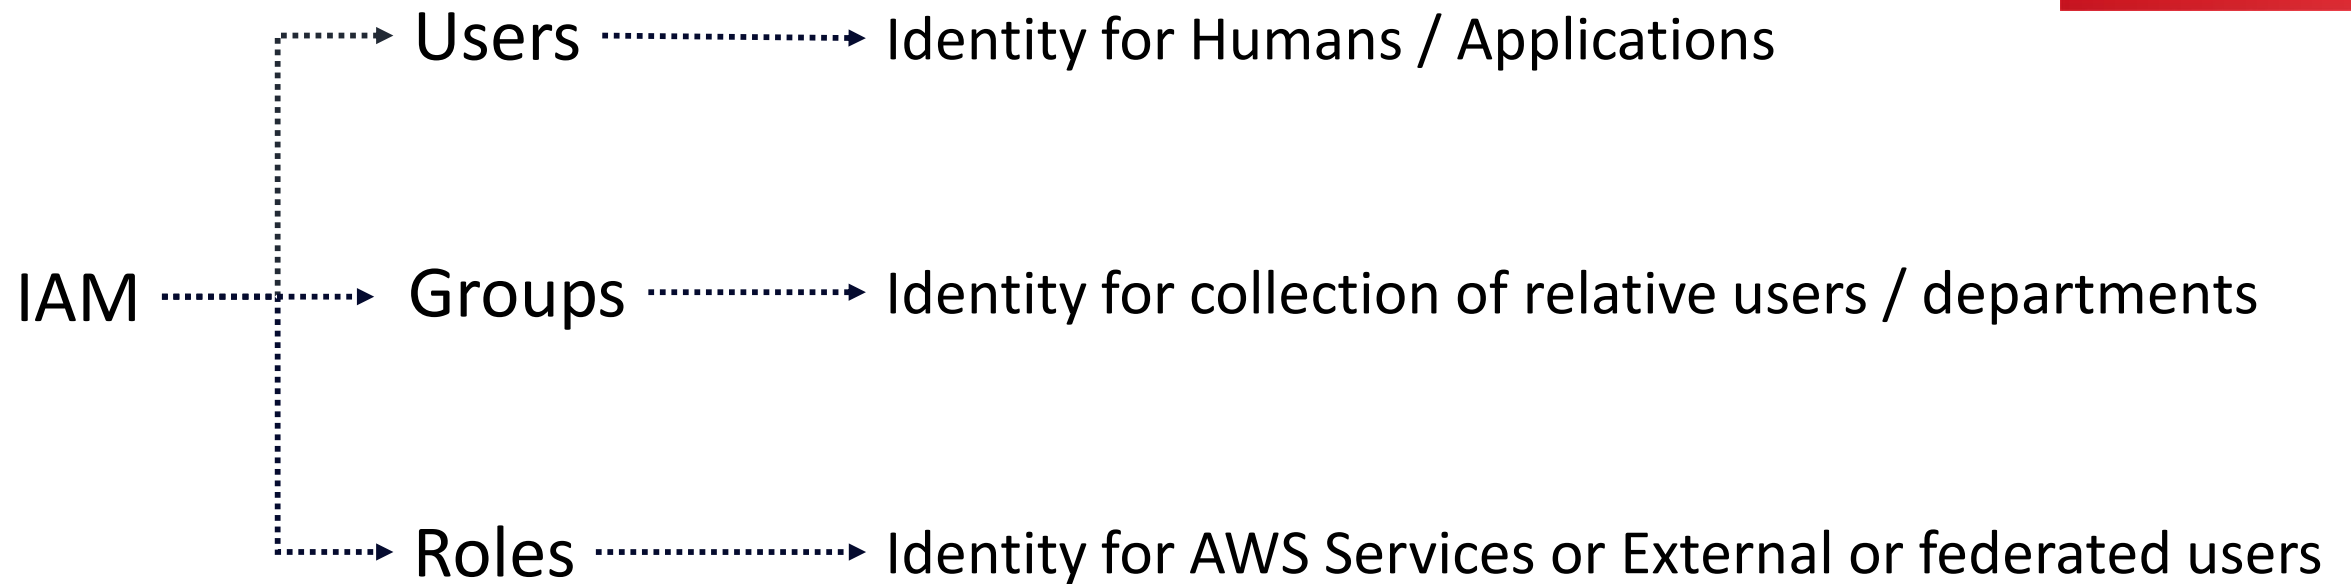 Users Identity for Humans / Applications
IAM Groups Identity for collection of relative users / departments
Roles Identity for AWS Services or External or federated users